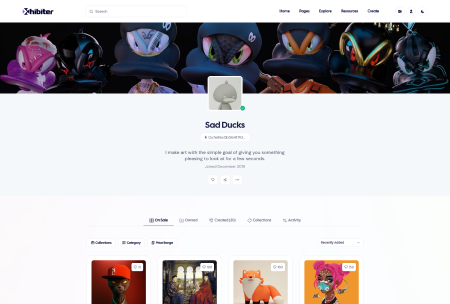 Xhibiter
Search
Home Pages Explore Resources Create
Sad Ducks
I make art with the simple goal of giving you something
pleasing to look at for a few seconds.
Joined December 2019
On Sale Owned Created Collections Activity
Collections Category Price Range Recently Added